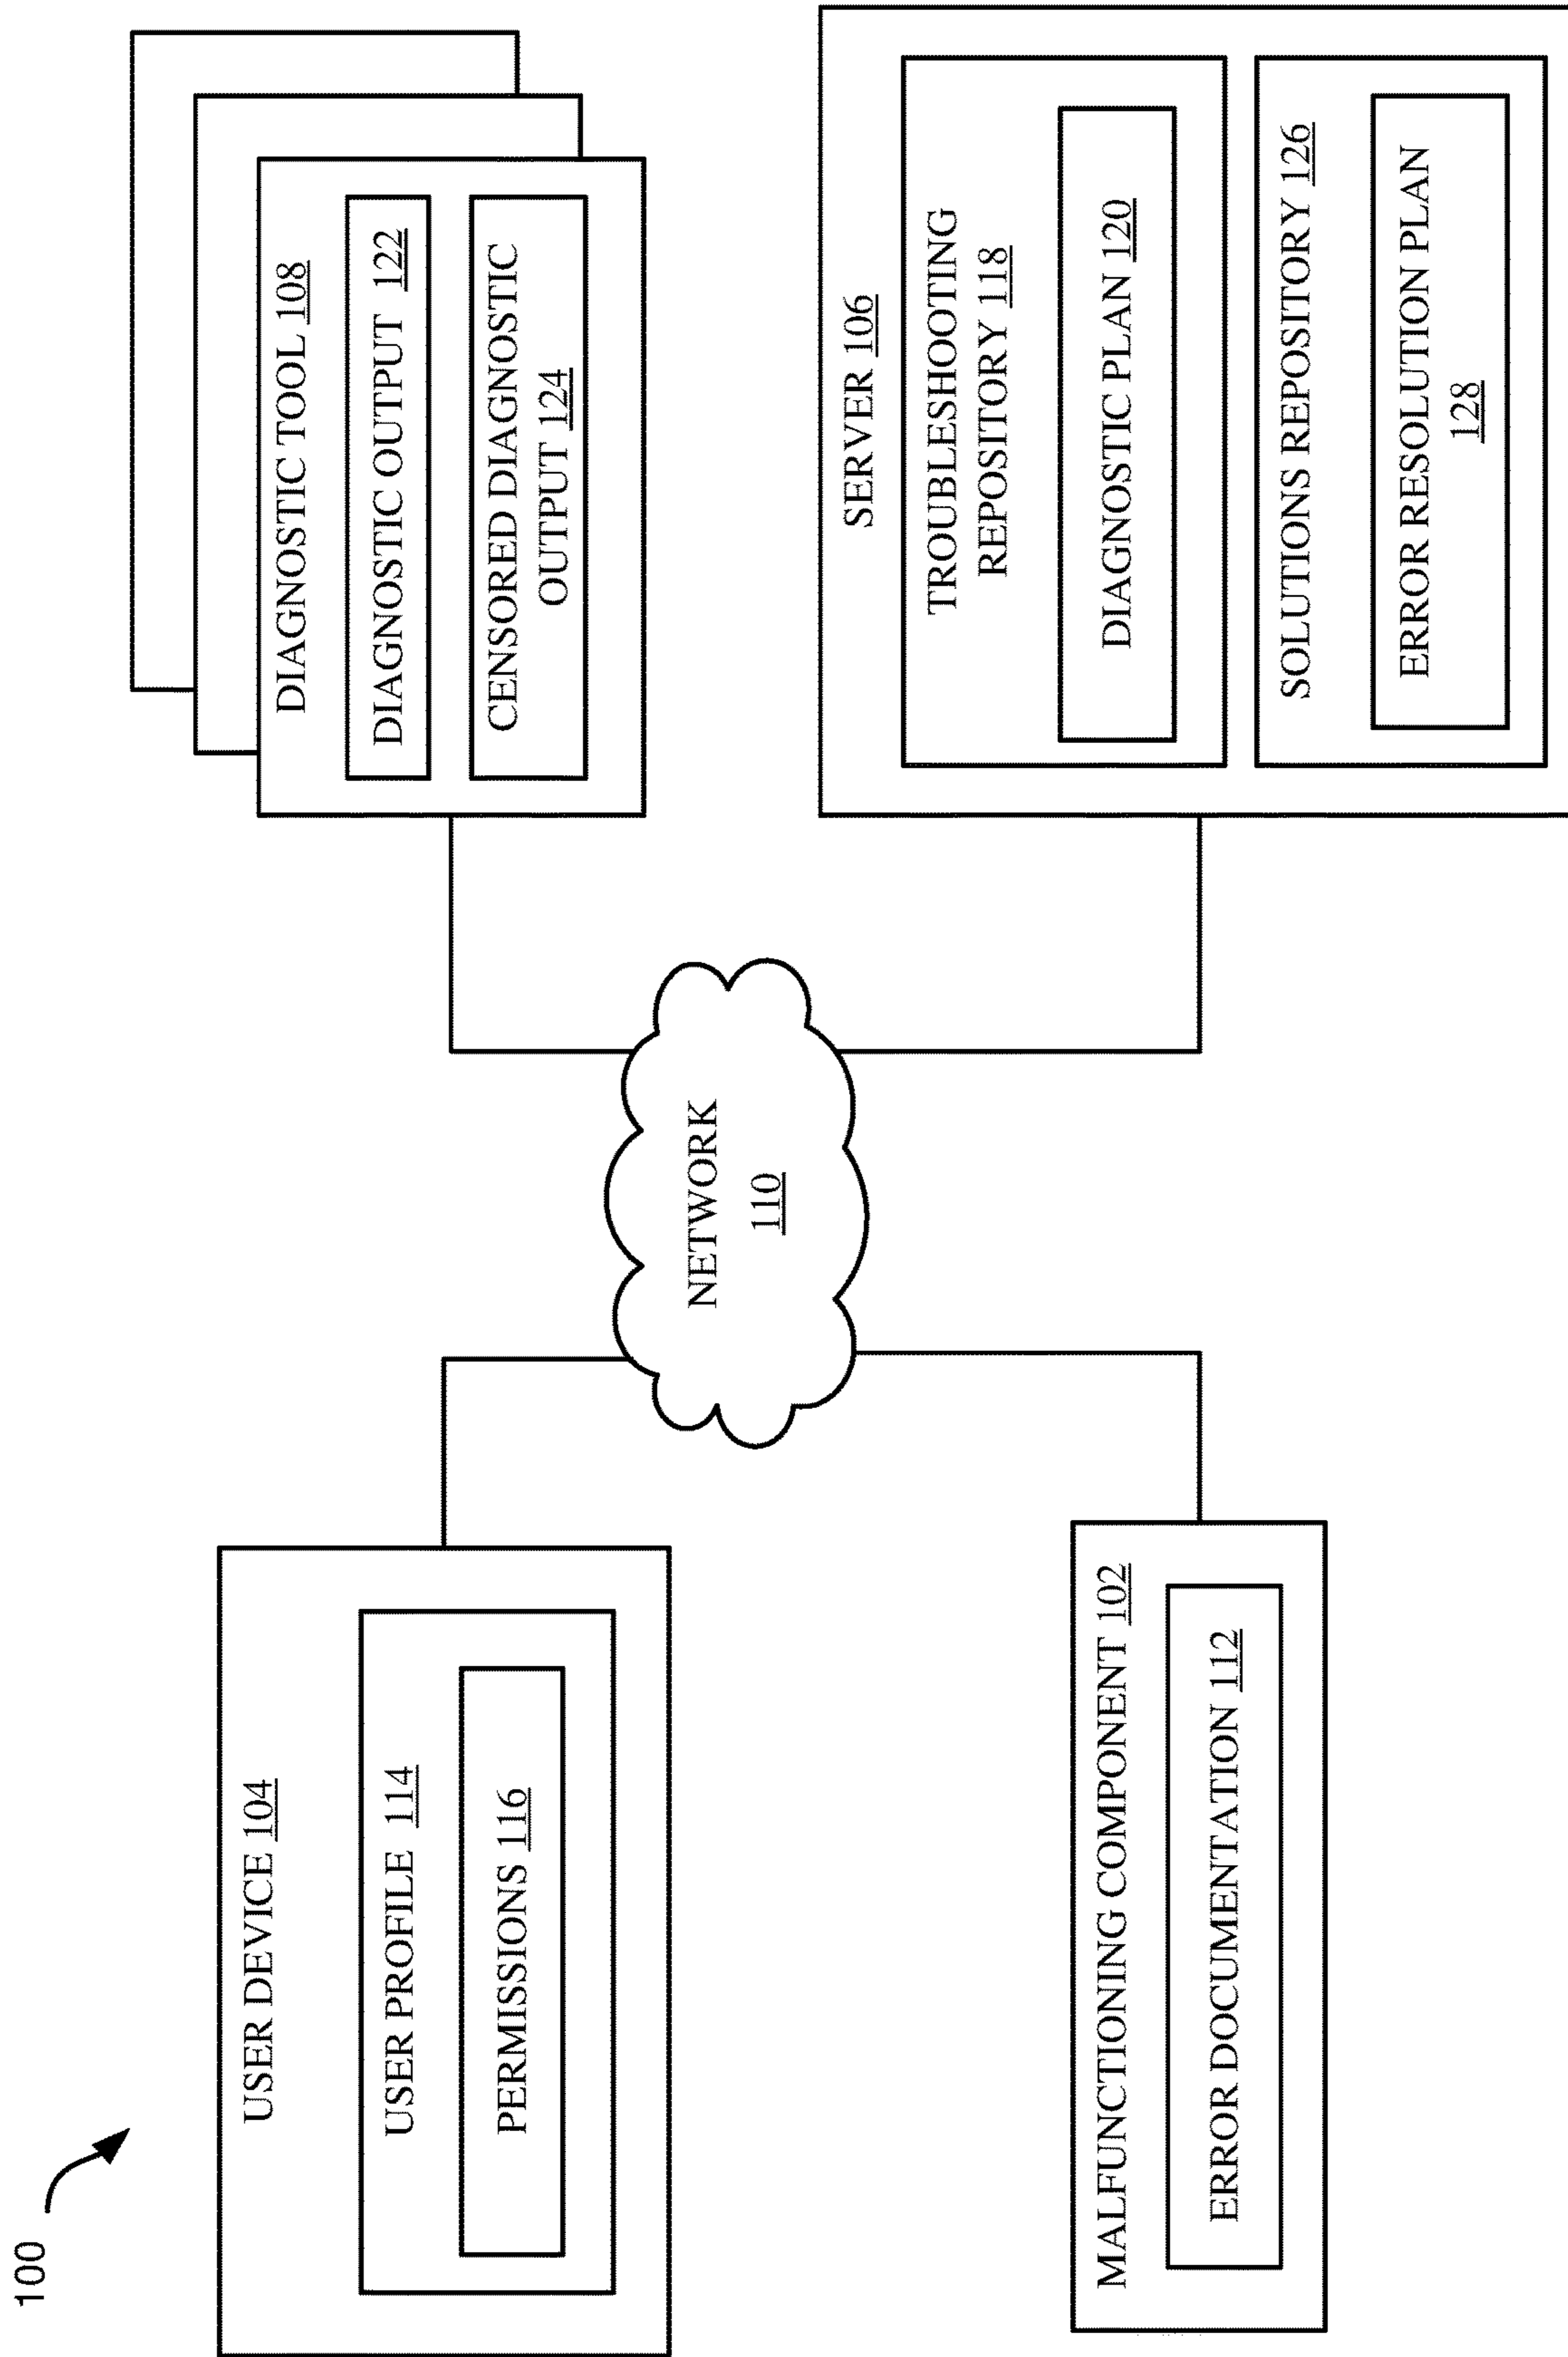 100
USER DEVICE 104
USER PROFILE 114
PERMISSIONS 116
DIAGNOSTIC TOOL 108
DIAGNOSTIC OUTPUT 122
CENSORED DIAGNOSTIC
OUTPUT 124
NETWORK
110
MALFUNCTIONING COMPONENT 102
ERROR DOCUMENTATION 112
SERVER 106
TROUBLESHOOTING
REPOSITORY 118
DIAGNOSTIC PLAN 120
SOLUTIONS REPOSITORY 126
ERROR RESOLUTION PLAN
128